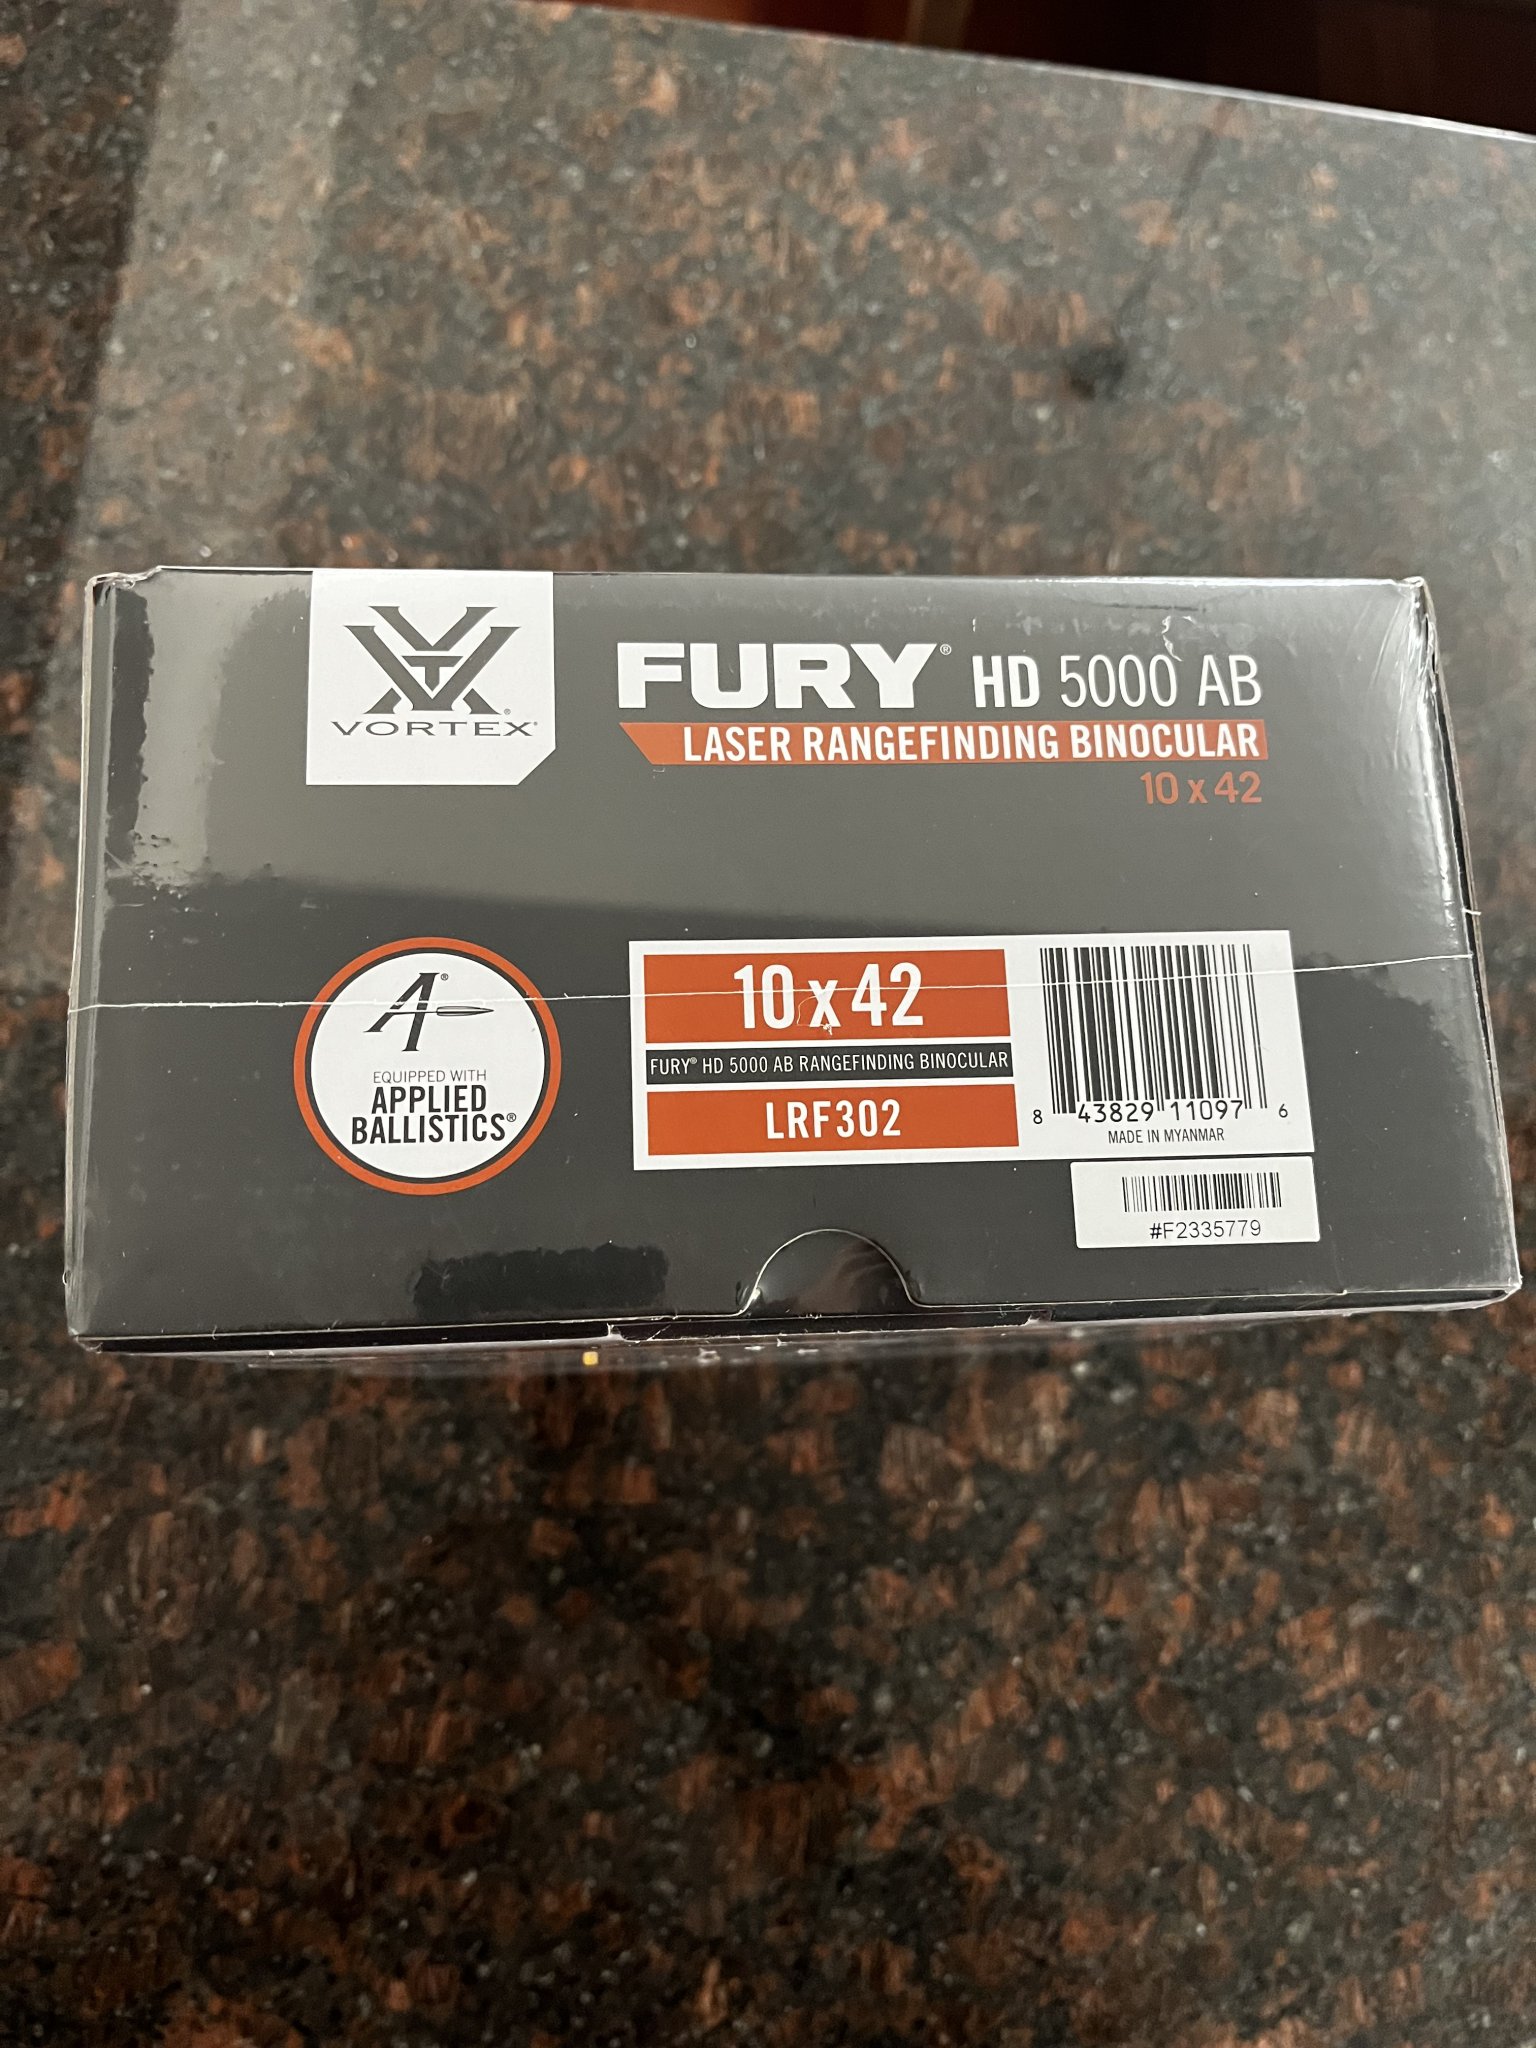 VORTEX®
FURY® HD 5000 AB
LASER RANGEFINDING BINOCULAR
10 x 42
A®
EQUIPPED WITH
APPLIED
BALLISTICS®
10 x 42
FURY® HD 5000 AB RANGEFINDING BINOCULAR
LRF302
8 43829 11097 6
MADE IN MYANMAR
#F2335779